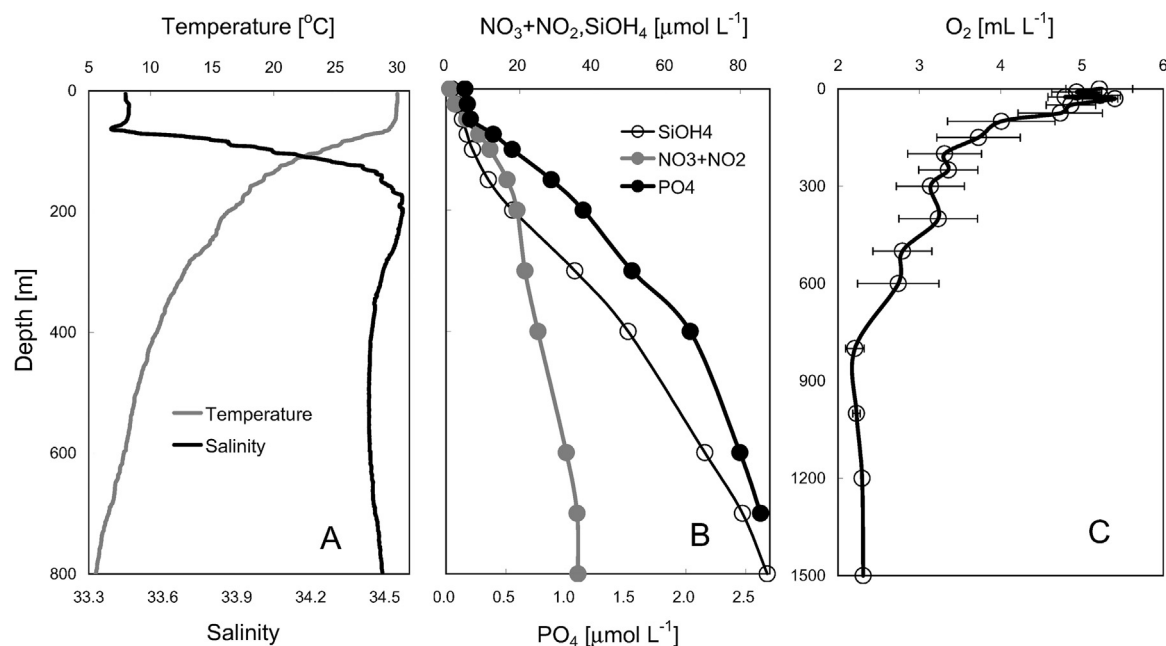 Temperature [°C]
5 10 15 20 25 30
0
200
400
600
800
Depth [m]
Temperature
Salinity
A
33.3 33.6 33.9 34.2 34.5
Salinity
NO3+NO2,SiOH4 [μmol L-1]
0 20 40 60 80
SiOH4
NO3+NO2
PO4
B
0.0 0.5 1.0 1.5 2.0 2.5
PO4 [μmol L-1]
O2 [mL L-1]
2 3 4 5 6
0
300
600
900
1200
1500
C